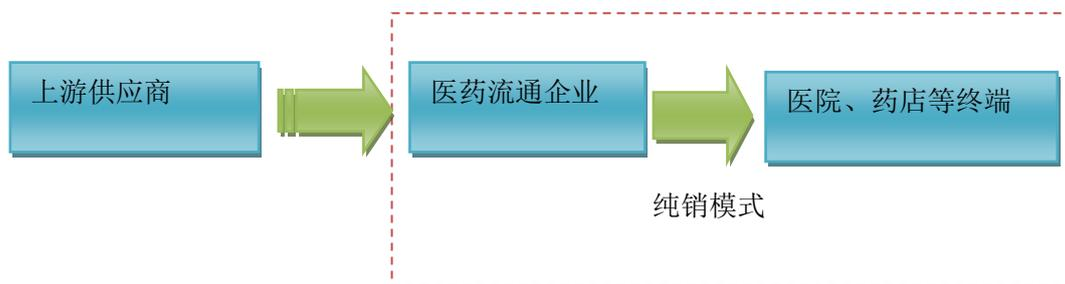 上游供应商
医药流通企业
医院、药店等终端
纯销模式